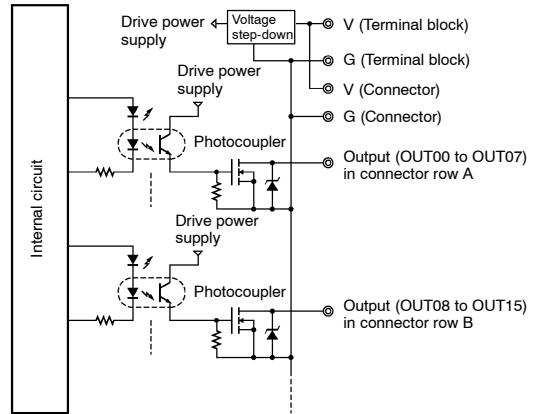 Drive power
supply
Voltage
step-down
V (Terminal block)
G (Terminal block)
V (Connector)
G (Connector)
Drive power
supply
Photocoupler
Output (OUT00 to OUT07)
in connector row A
Internal circuit
Drive power
supply
Photocoupler
Output (OUT08 to OUT15)
in connector row B